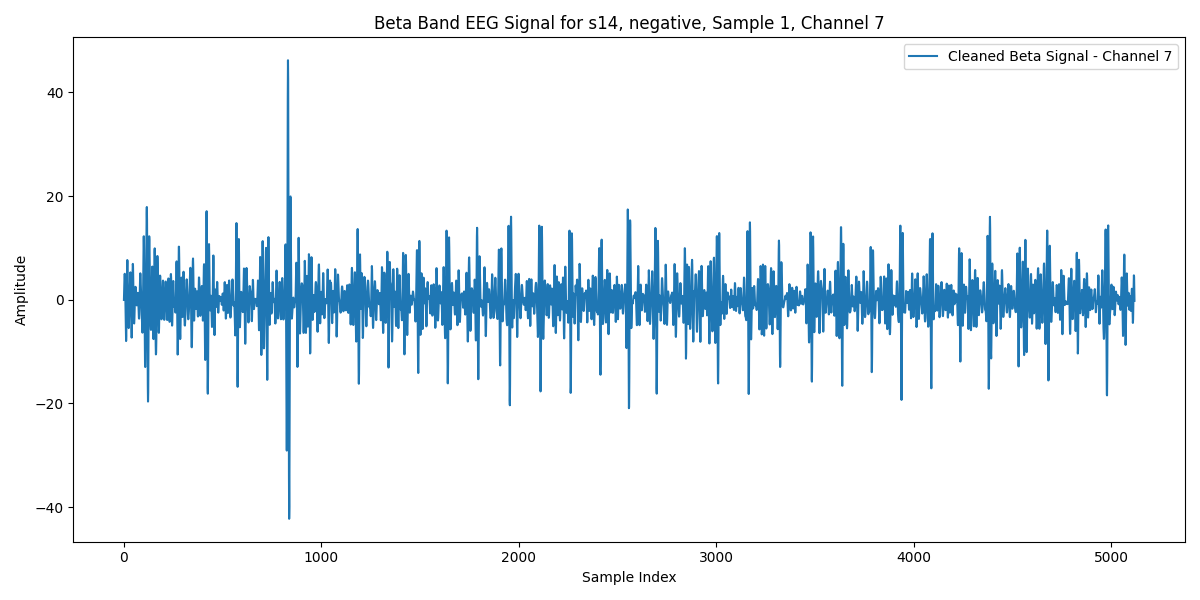 Beta Band EEG Signal for s14, negative, Sample 1, Channel 7
Cleaned Beta Signal - Channel 7
40
20
0
−20
−40
Amplitude
0 1000 2000 3000 4000 5000
Sample Index